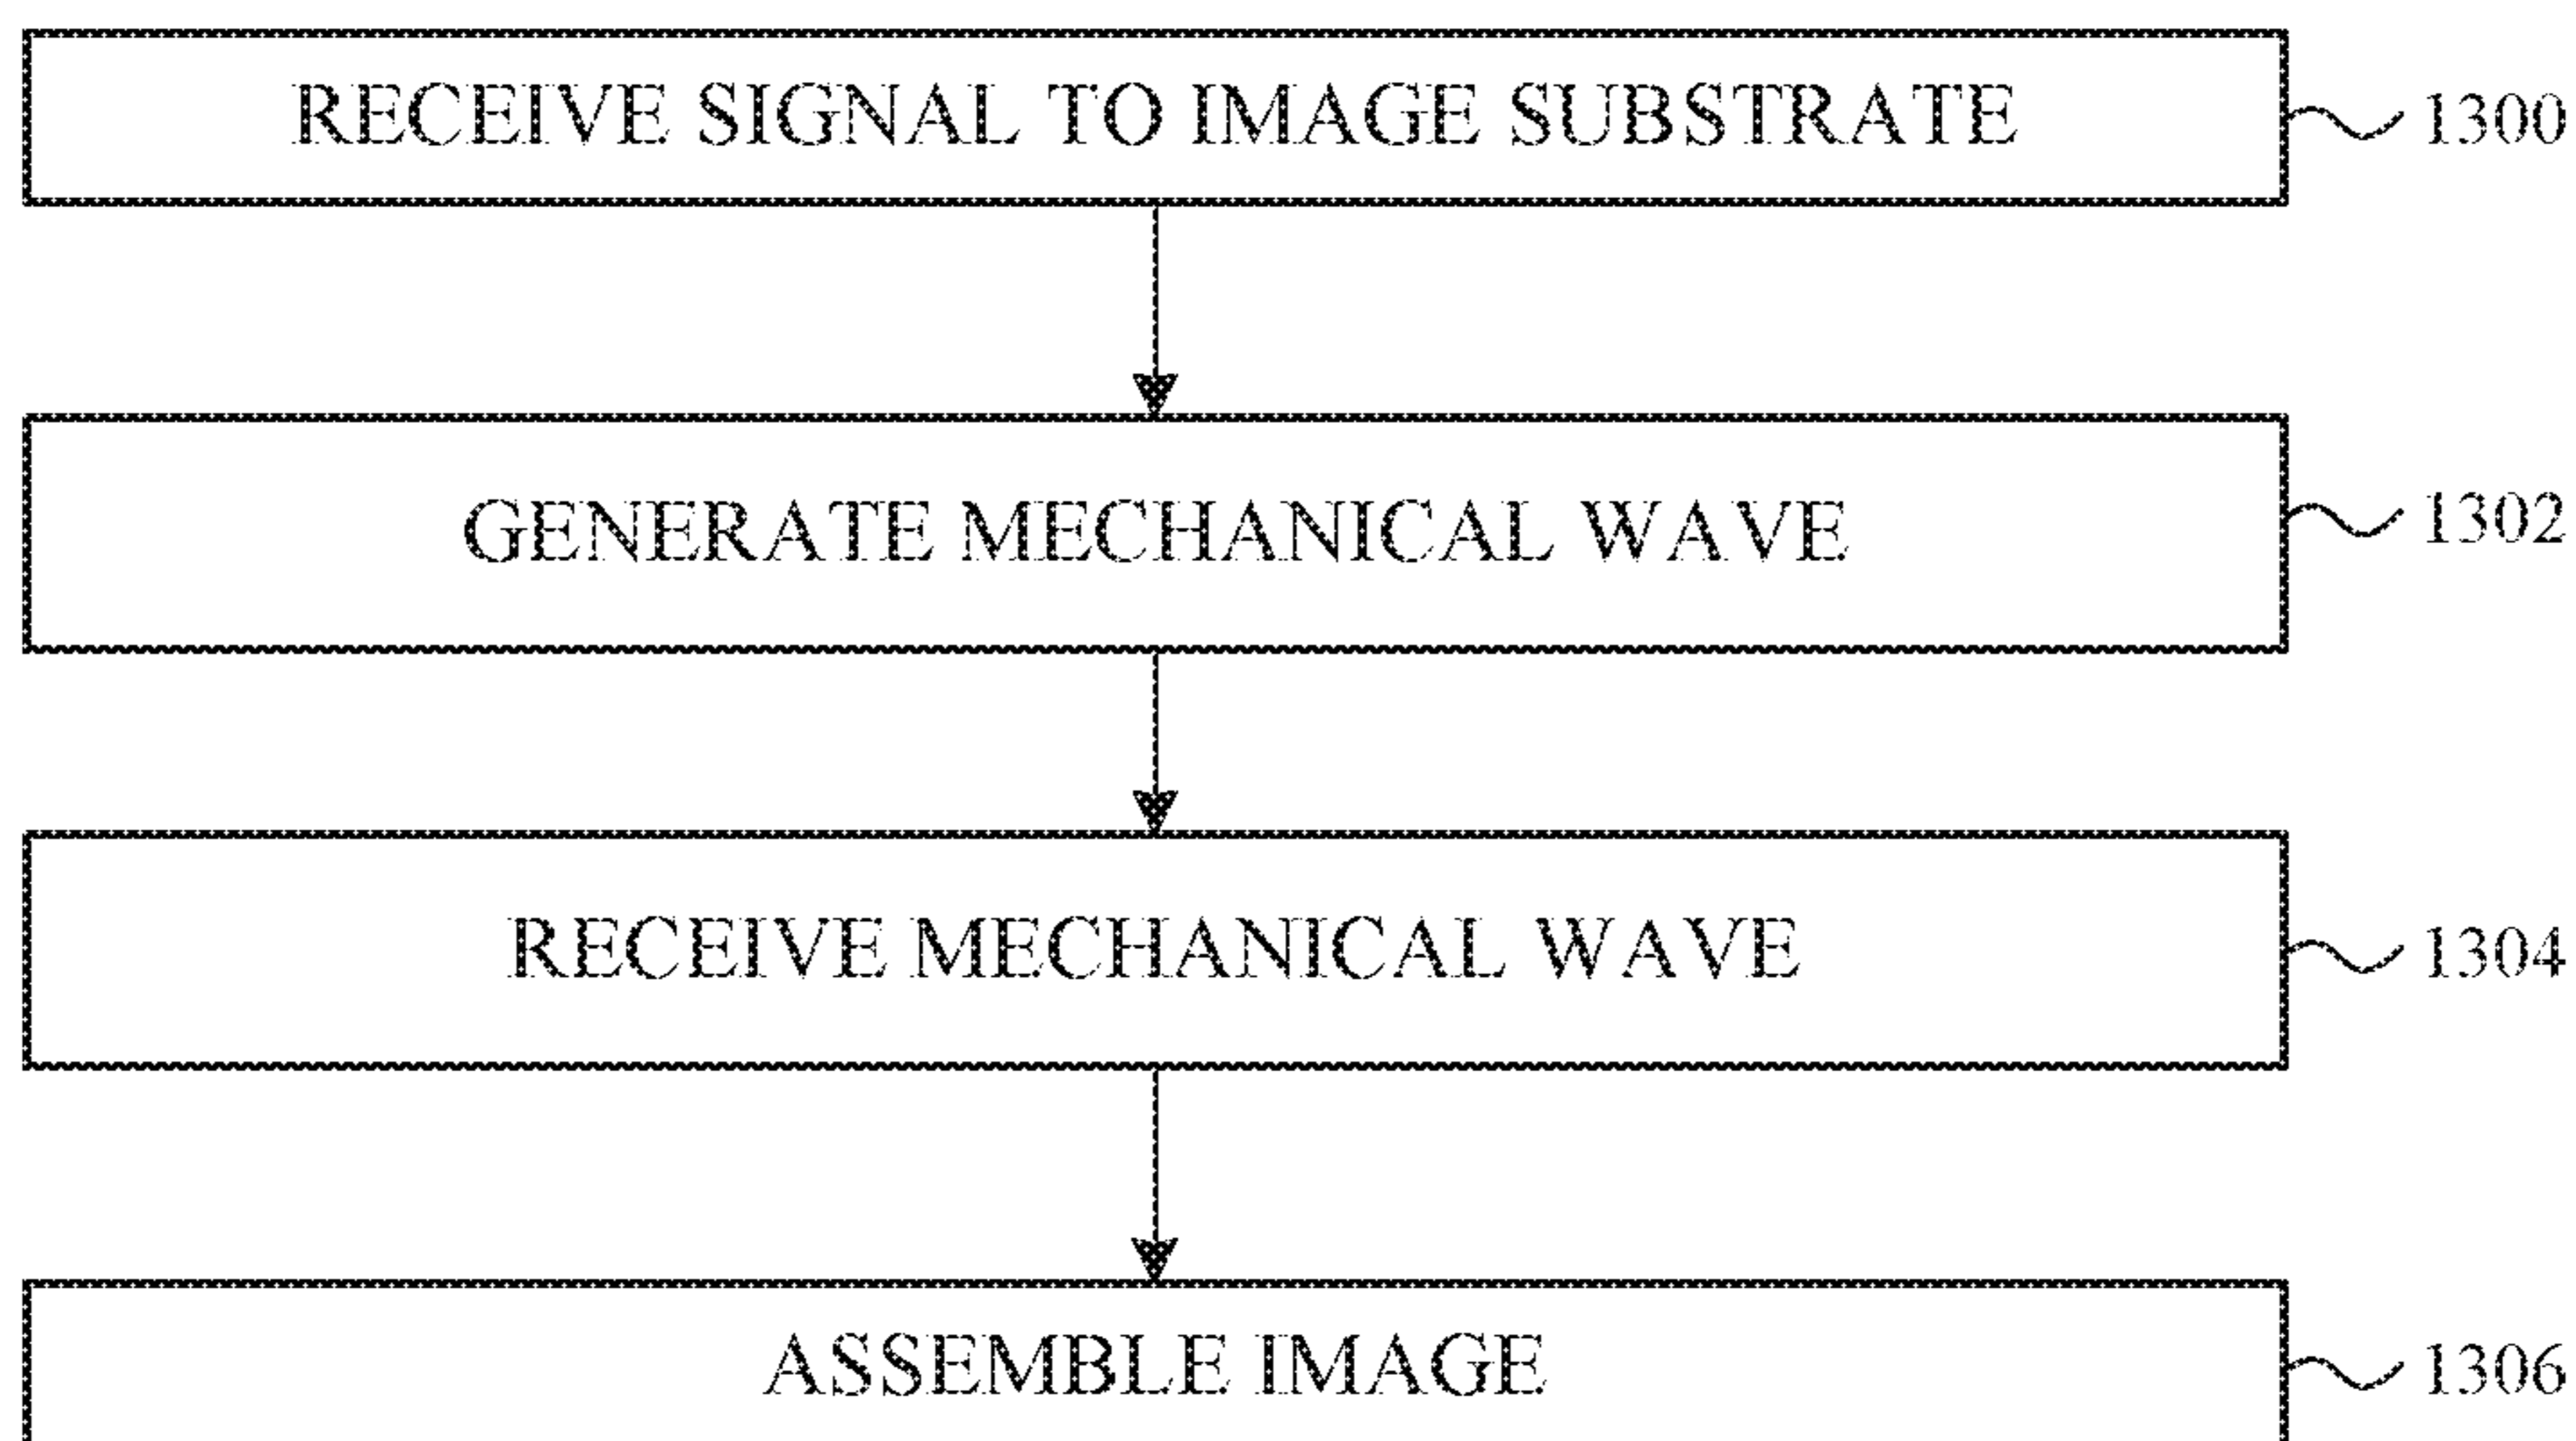 RECEIVE SIGNAL TO IMAGE SUBSTRATE 1300
GENERATE MECHANICAL WAVE 1302
RECEIVE MECHANICAL WAVE 1304
ASSEMBLE IMAGE 1306